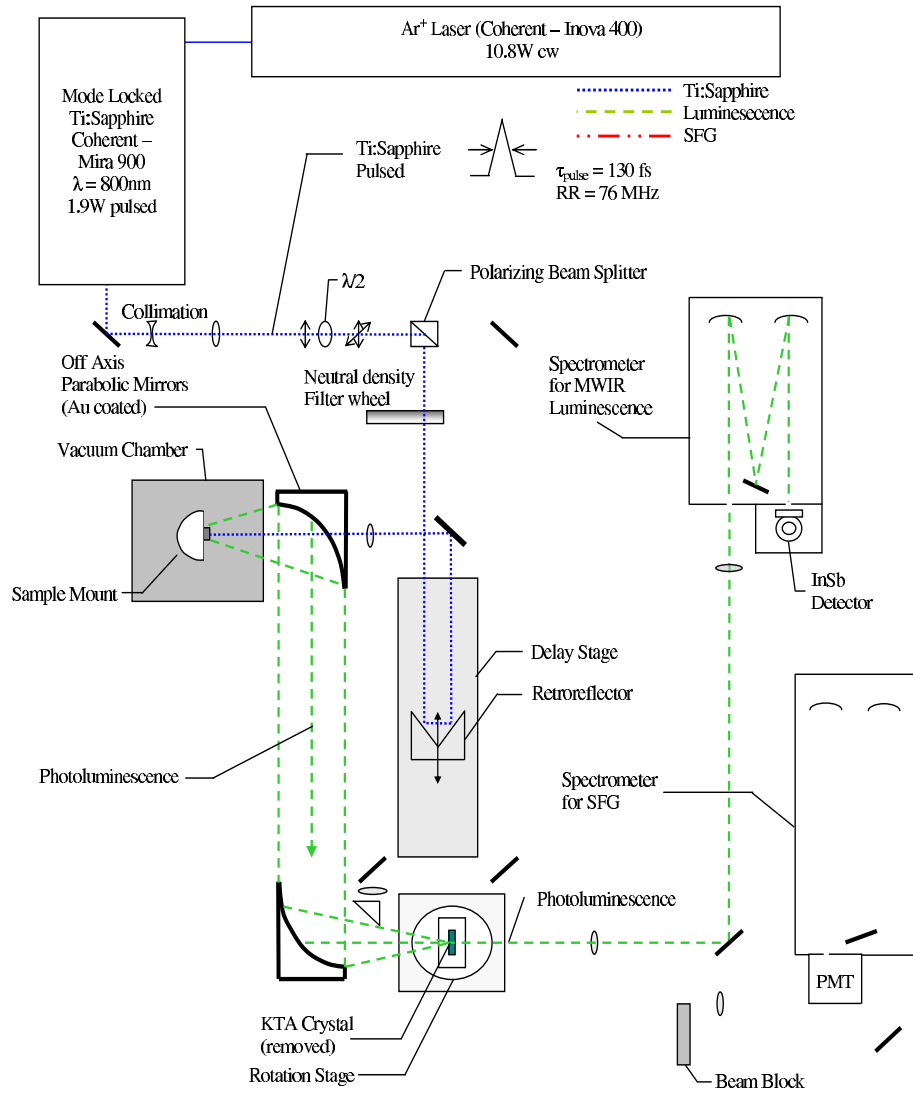 Ar+ Laser (Coherent – Inova 400)
10.8W cw
Mode Locked
Ti:Sapphire
Coherent –
Mira 900
λ = 800nm
1.9W pulsed
Ti:Sapphire
Luminesecence
SFG
Ti:Sapphire
Pulsed
τpulse = 130 fs
RR = 76 MHz
Polarizing Beam Splitter
λ/2
Collimation
Off Axis
Parabolic Mirrors
(Au coated)
Neutral density
Filter wheel
Spectrometer
for MWIR
Luminescence
Vacuum Chamber
Sample Mount
InSb
Detector
Delay Stage
Retroreflector
Photoluminescence
Spectrometer
for SFG
Photoluminescence
PMT
KTA Crystal
(removed)
Rotation Stage
Beam Block